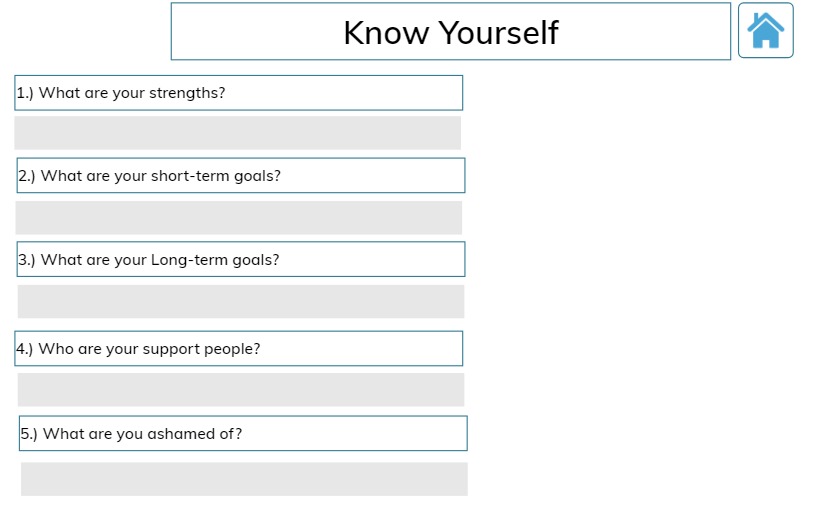 Know Yourself
1.) What are your strengths?
2.) What are your short-term goals?
3.) What are your Long-term goals?
4.) Who are your support people?
5.) What are you ashamed of?